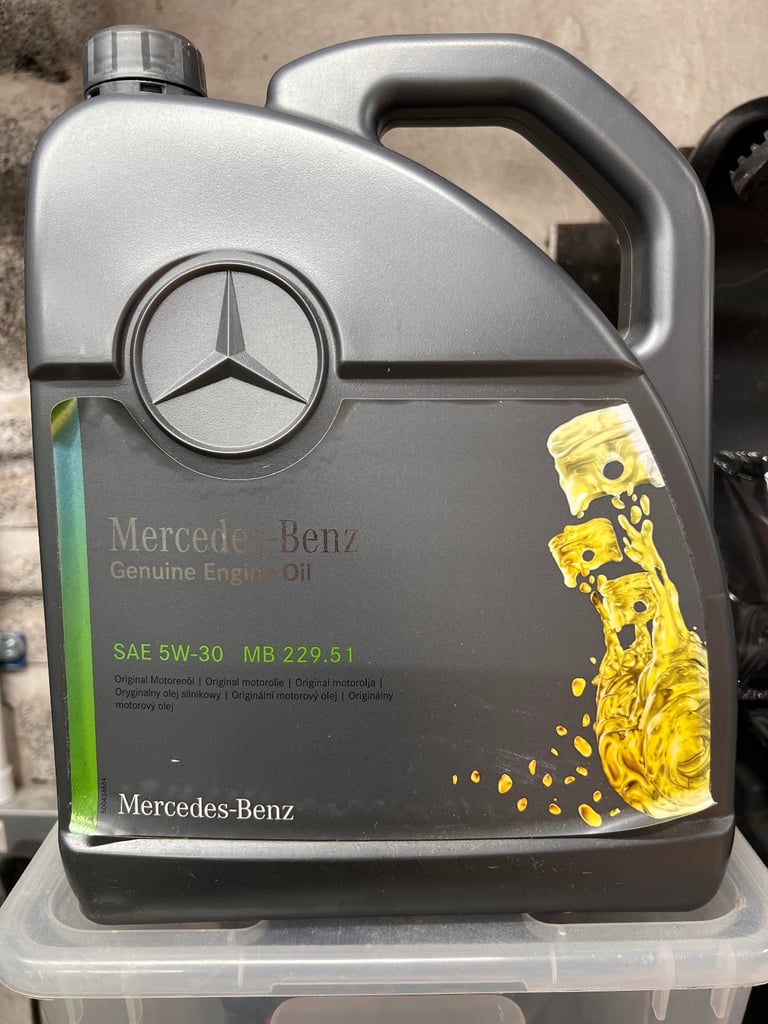 Mercedes-Benz
Genuine Engine Oil
SAE 5W-30 MB 229.51
Original Motorenöl | Original motorolie | Original motorolja |
Oryginalny olej silnikowy | Originální motorový olej | Originálny
motorový olej
Mercedes-Benz